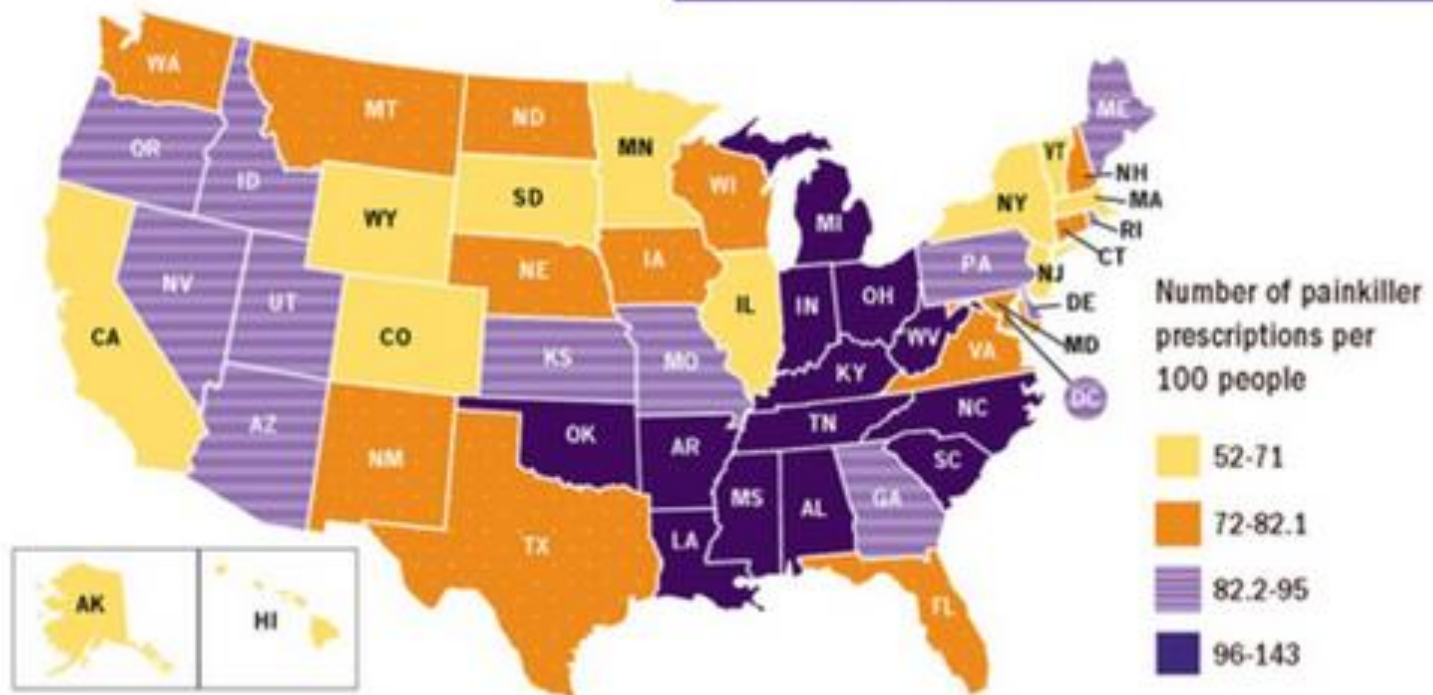 WA
MT
ND
MN
ME
OR
ID
WY
SD
WI
MI
NY
YT
NH
MA
RI
CT
NV
UT
CO
NE
IA
IL
IN
OH
PA
NJ
DE
MD
DC
CA
AZ
NM
KS
MO
KY
WV
VA
OK
AR
TN
NC
SC
TX
LA
MS
AL
GA
FL
AK
HI
Number of painkiller
prescriptions per
100 people
52-71
72-82.1
82.2-95
96-143